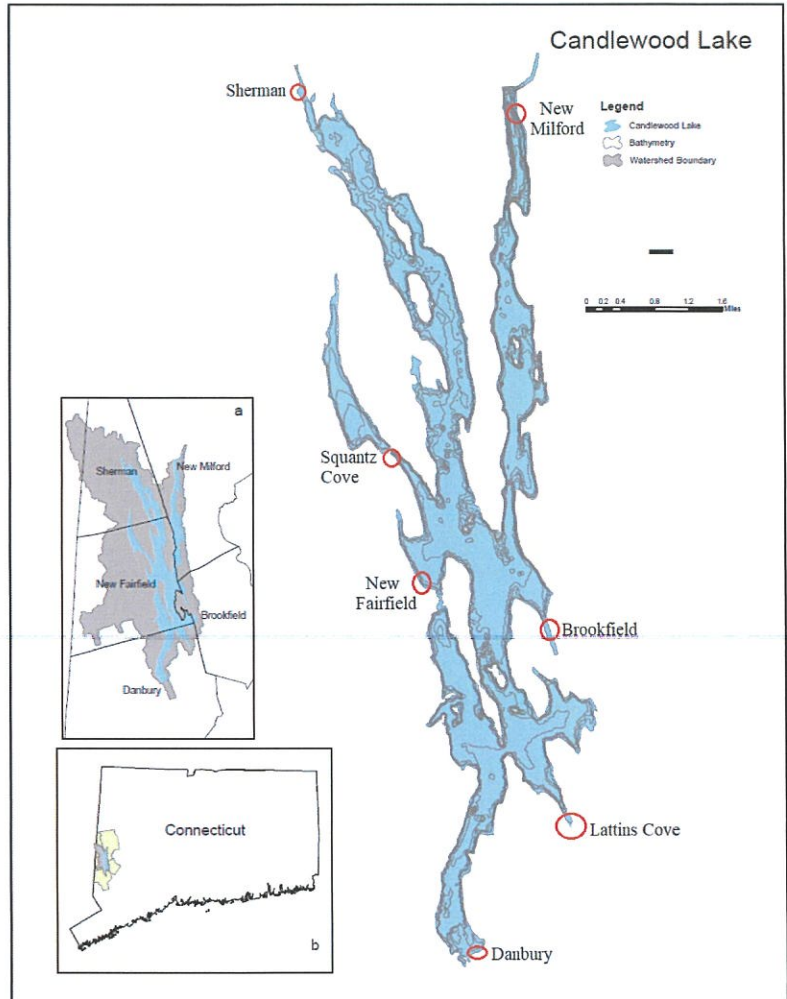 Candlewood Lake
Sherman
New
Milford
Legend
Candlewood Lake
Bathymetry
Watershed Boundary
0 0.2 0.4 0.8 1.2 1.6
Miles
Squantz
Cove
New
Fairfield
Brookfield
Lattins Cove
Danbury
a
Sherman
New Milford
New Fairfield
Brookfield
Danbury
Connecticut
b